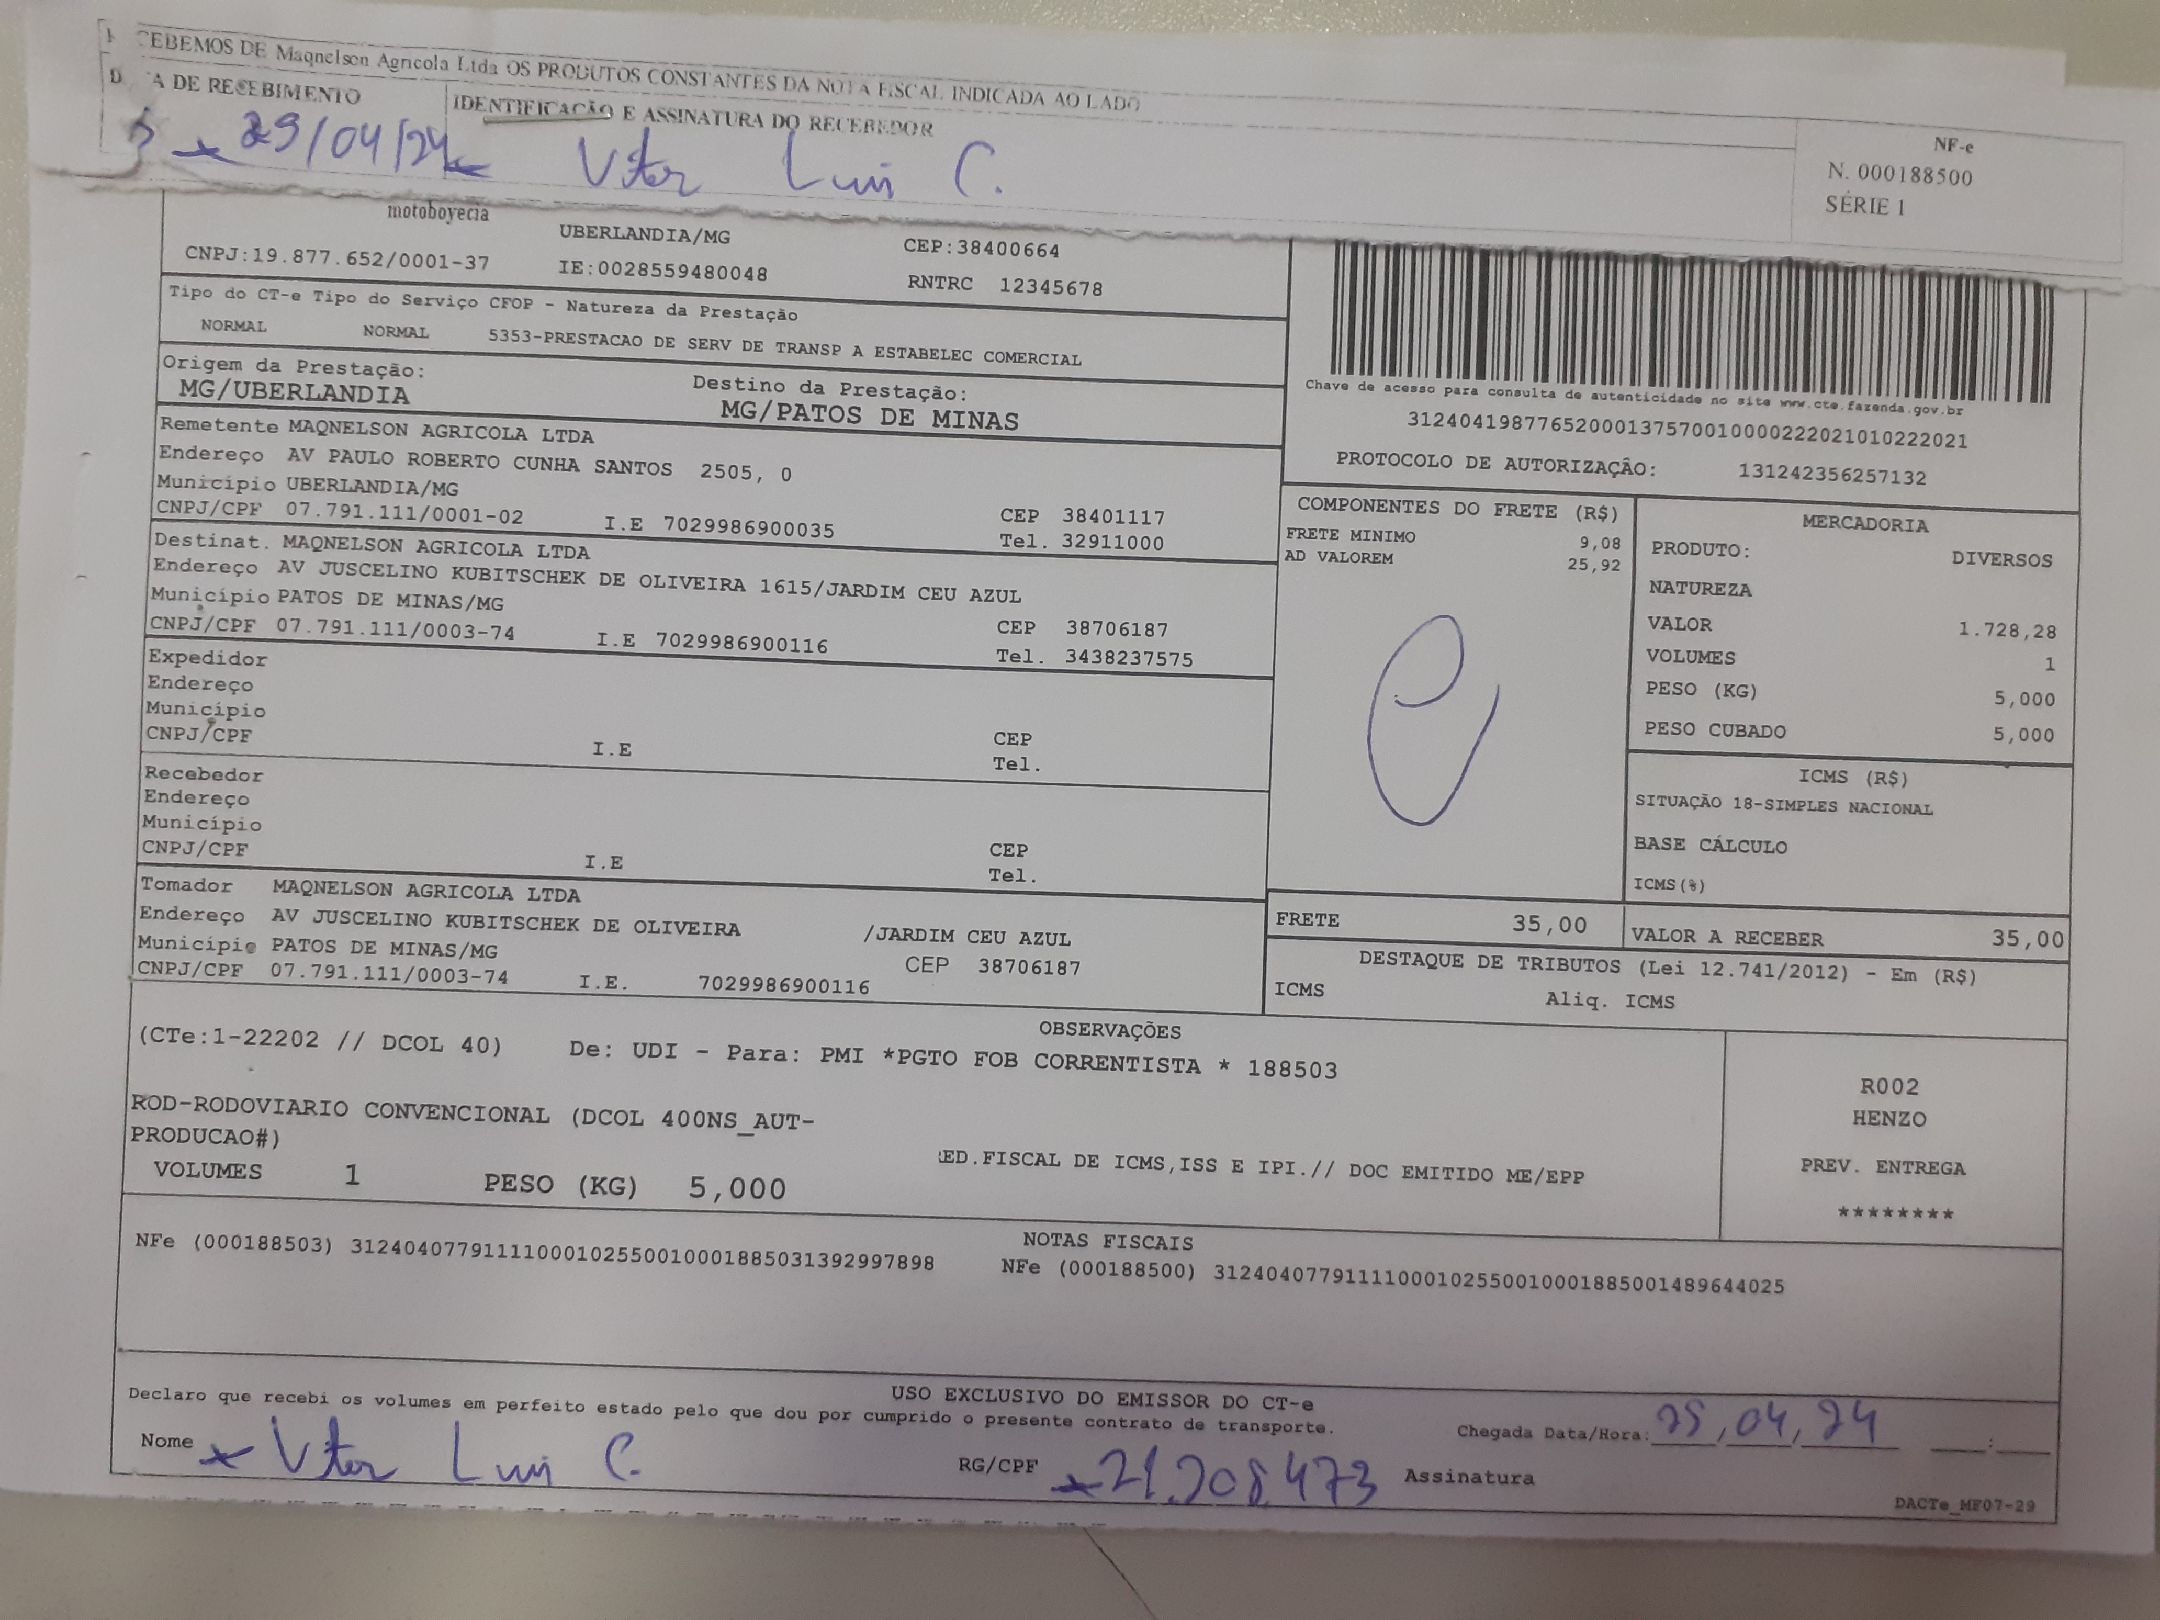 CEBEMOS DE Maqnelson Agricola Ltda OS PRODUTOS CONSTANTES DA NOTA FISCAL INDICADA AO LADO
DATA DE RECEBIMENTO IDENTIFICAÇÃO E ASSINATURA DO RECEBEDOR
/04/24 Vitor Luis C.
NF-e
N. 000188500
SÉRIE 1
motoboyecia
UBERLANDIA/MG CEP:38400664
CNPJ:19.877.652/0001-37 IE:0028559480048 RNTRC 12345678
Tipo do CT-e Tipo do Serviço CFOP - Natureza da Prestação
NORMAL NORMAL 5353-PRESTACAO DE SERV DE TRANSP A ESTABELEC COMERCIAL
Origem da Prestação: Destino da Prestação:
MG/UBERLANDIA MG/PATOS DE MINAS
Chave de acesso para consulta de autenticidade no site www.cte.fazenda.gov.br
31240419877652000137570010000222021010222021
PROTOCOLO DE AUTORIZAÇÃO: 131242356257132
Remetente MAQNELSON AGRICOLA LTDA
Endereço AV PAULO ROBERTO CUNHA SANTOS 2505, 0
Município UBERLANDIA/MG
CNPJ/CPF 07.791.111/0001-02 I.E 7029986900035 CEP 38401117
Tel. 32911000
Destinat. MAQNELSON AGRICOLA LTDA
Endereço AV JUSCELINO KUBITSCHEK DE OLIVEIRA 1615/JARDIM CEU AZUL
Município PATOS DE MINAS/MG
CNPJ/CPF 07.791.111/0003-74 I.E 7029986900116 CEP 38706187
Tel. 3438237575
Expedidor
Endereço
Município
CNPJ/CPF I.E CEP
Tel.
Recebedor
Endereço
Município
CNPJ/CPF I.E CEP
Tel.
Tomador MAQNELSON AGRICOLA LTDA
Endereço AV JUSCELINO KUBITSCHEK DE OLIVEIRA /JARDIM CEU AZUL
Município PATOS DE MINAS/MG CEP 38706187
CNPJ/CPF 07.791.111/0003-74 I.E. 7029986900116
COMPONENTES DO FRETE (R$)
FRETE MINIMO 9,08
AD VALOREM 25,92
MERCADORIA
PRODUTO: DIVERSOS
NATUREZA
VALOR 1.728,28
VOLUMES 1
PESO (KG) 5,000
PESO CUBADO 5,000
ICMS (R$)
SITUAÇÃO 18-SIMPLES NACIONAL
BASE CÁLCULO
ICMS(%)
FRETE 35,00 VALOR A RECEBER 35,00
DESTAQUE DE TRIBUTOS (Lei 12.741/2012) - Em (R$)
ICMS Aliq. ICMS
OBSERVAÇÕES
(CTe:1-22202 // DCOL 40) De: UDI - Para: PMI *PGTO FOB CORRENTISTA * 188503
ROD-RODOVIARIO CONVENCIONAL (DCOL 400NS_AUT-
PRODUCAO#)
RED.FISCAL DE ICMS,ISS E IPI.// DOC EMITIDO ME/EPP
VOLUMES 1 PESO (KG) 5,000
R002
HENZO
PREV. ENTREGA
********
NOTAS FISCAIS
NFe (000188503) 31240407791111000102550010001885031392997898 NFe (000188500) 31240407791111000102550010001885001489644025
USO EXCLUSIVO DO EMISSOR DO CT-e
Declaro que recebi os volumes em perfeito estado pelo que dou por cumprido o presente contrato de transporte.
Chegada Data/Hora: 25,04,24 :
Nome Vitor Luis C. RG/CPF 21.208.473 Assinatura
DACTe_MF07-29